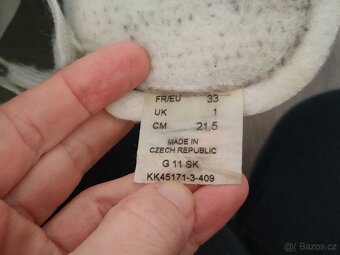 FR/EU 33
UK 1
CM 21,5
MADE IN
CZECH REPUBLIC
G 11 SK
KK45171-3-409
Bazos.cz